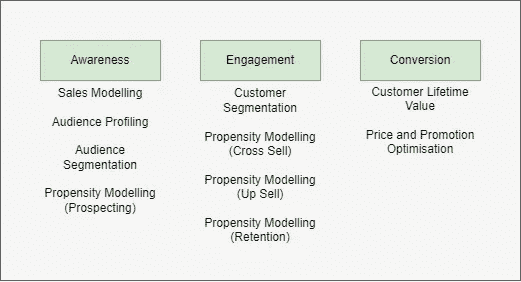 Awareness
Sales Modelling
Audience Profiling
Audience
Segmentation
Propensity Modelling
(Prospecting)
Engagement
Customer
Segmentation
Propensity Modelling
(Cross Sell)
Propensity Modelling
(Up Sell)
Propensity Modelling
(Retention)
Conversion
Customer Lifetime
Value
Price and Promotion
Optimisation